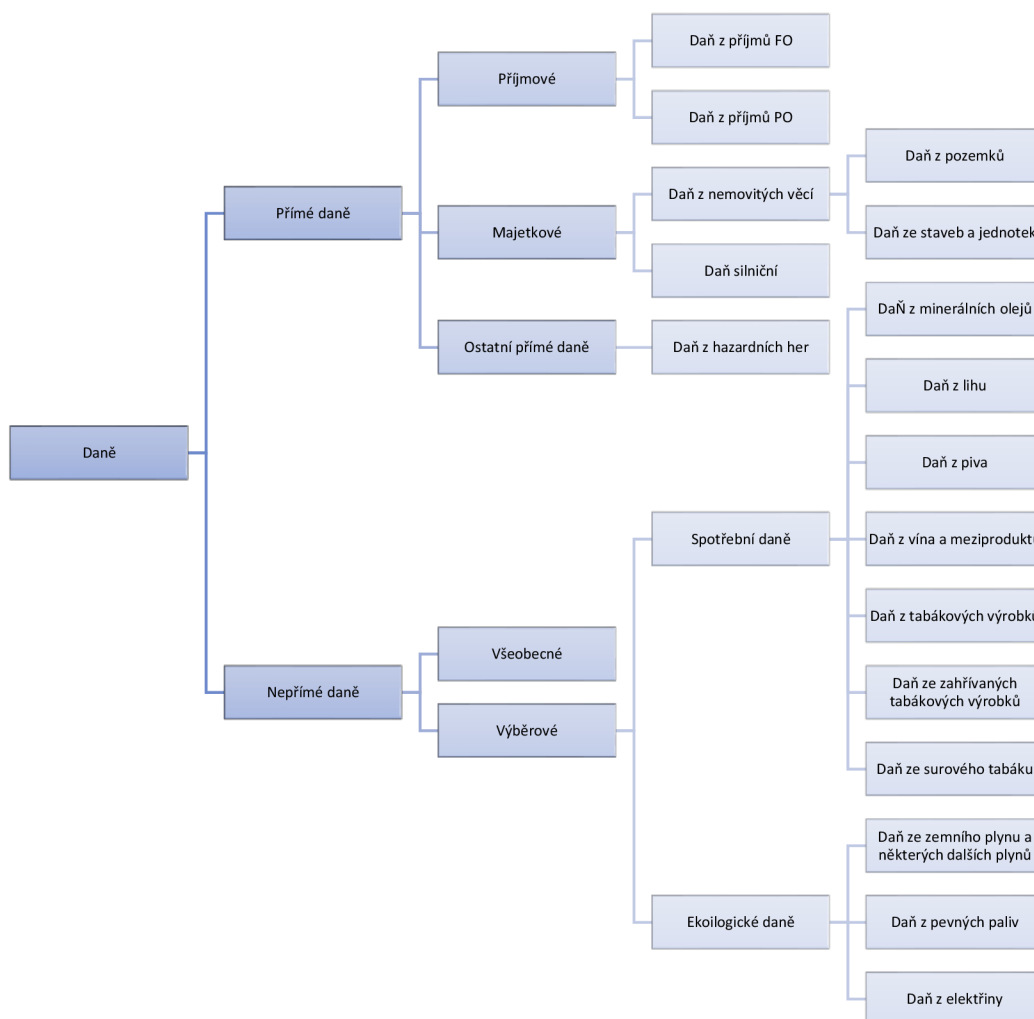 Daň z příjmů FO
Příjmové
Daň z příjmů PO
Daň z pozemků
Daň z nemovitých věcí
Přímé daně
Majetkové
Daň ze staveb a jednotek
Daň silniční
DaŇ z minerálních olejů
Ostatní přímé daně
Daň z hazardních her
Daň z lihu
Daně
Daň z piva
Spotřební daně
Daň z vína a meziproduktů
Daň z tabákových výrobků
Všeobecné
Nepřímé daně
Daň ze zahřívaných
tabákových výrobků
Výběrové
Daň ze surového tabáku
Daň ze zemního plynu a
některých dalších plynů
Ekoilogické daně
Daň z pevných paliv
Daň z elektřiny